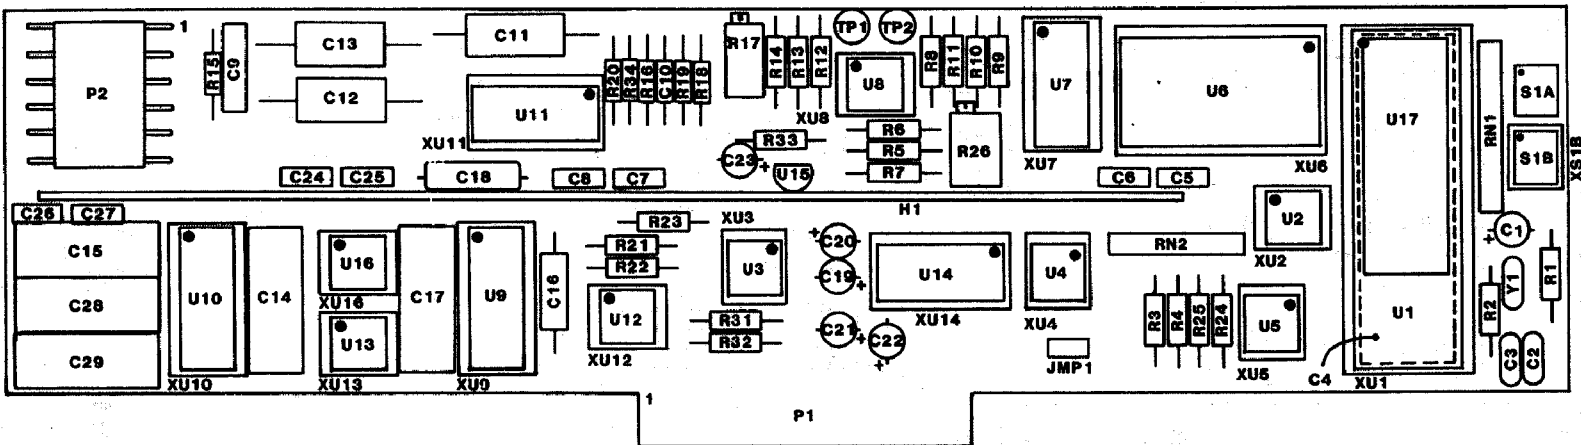 1
P2
R15
C9
C13
C12
C11
U11
XU11
R20
R34
R16
C10
R19
R18
R17
R14
R13
R12
TP1
TP2
U8
XU8
R8
R11
R10
R9
R33
C23
+
U15
R6
R5
R7
R26
U7
XU7
U6
XU6
U17
RN1
S1A
S1B
XS1B
C24
C25
C18
C8
C7
C6
C5
H1
C26
C27
C15
C28
C29
U10
XU10
C14
U16
XU16
U13
XU13
C17
U9
XU9
C16
R23
R21
R22
U12
XU12
XU3
U3
R31
R32
+
C20
C19
+
C21
+
C22
+
U14
XU14
U4
XU4
JMP1
RN2
R3
R4
R25
R24
U2
XU2
U5
XU5
U1
C4
XU1
C1
+
Y1
R1
R2
C3
C2
1
P1